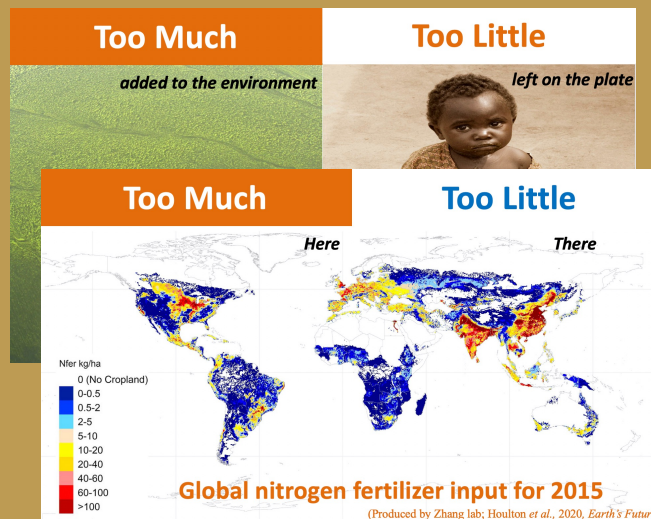 Too Much
Too Little
added to the environment
left on the plate
Too Much
Too Little
Here
There
Nfer kg/ha
0 (No Cropland)
0-0.5
0.5-2
2-5
5-10
10-20
20-40
40-60
60-100
>100
Global nitrogen fertilizer input for 2015
(Produced by Zhang lab; Houlton et al., 2020, Earth's Futur